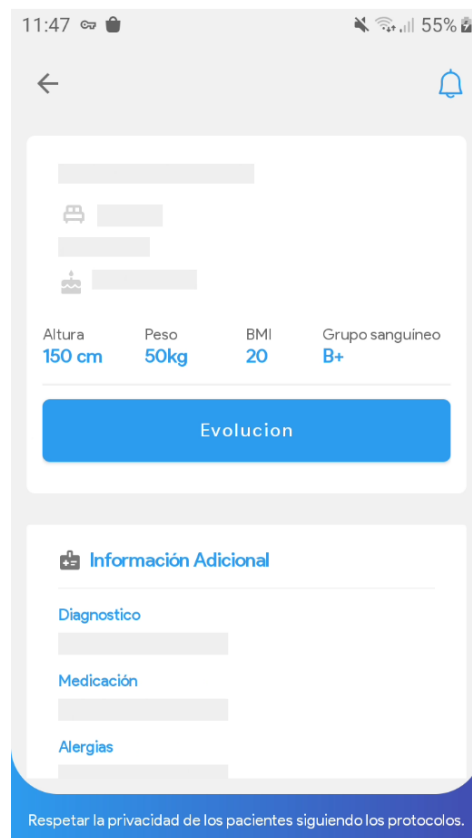 11:47 55%
Altura Peso BMI Grupo sanguíneo
150 cm 50kg 20 B+
Evolucion
Información Adicional
Diagnostico
Medicación
Alergias
Respetar la privacidad de los pacientes siguiendo los protocolos.